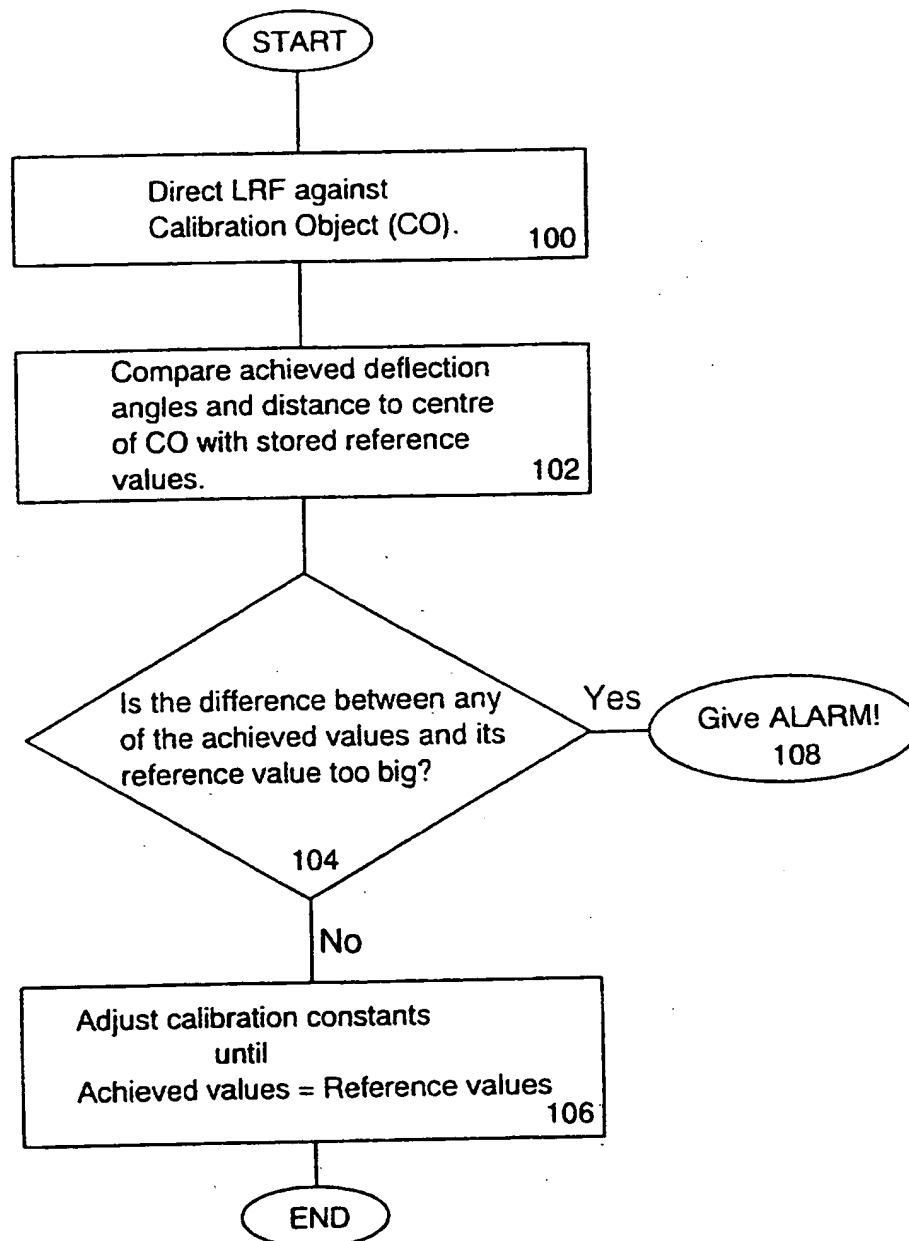 START
Direct LRF against
Calibration Object (CO).
100
Compare achieved deflection
angles and distance to centre
of CO with stored reference
values.
102
Is the difference between any
of the achieved values and its
reference value too big?
104
Yes
Give ALARM!
108
No
Adjust calibration constants
until
Achieved values = Reference values
106
END